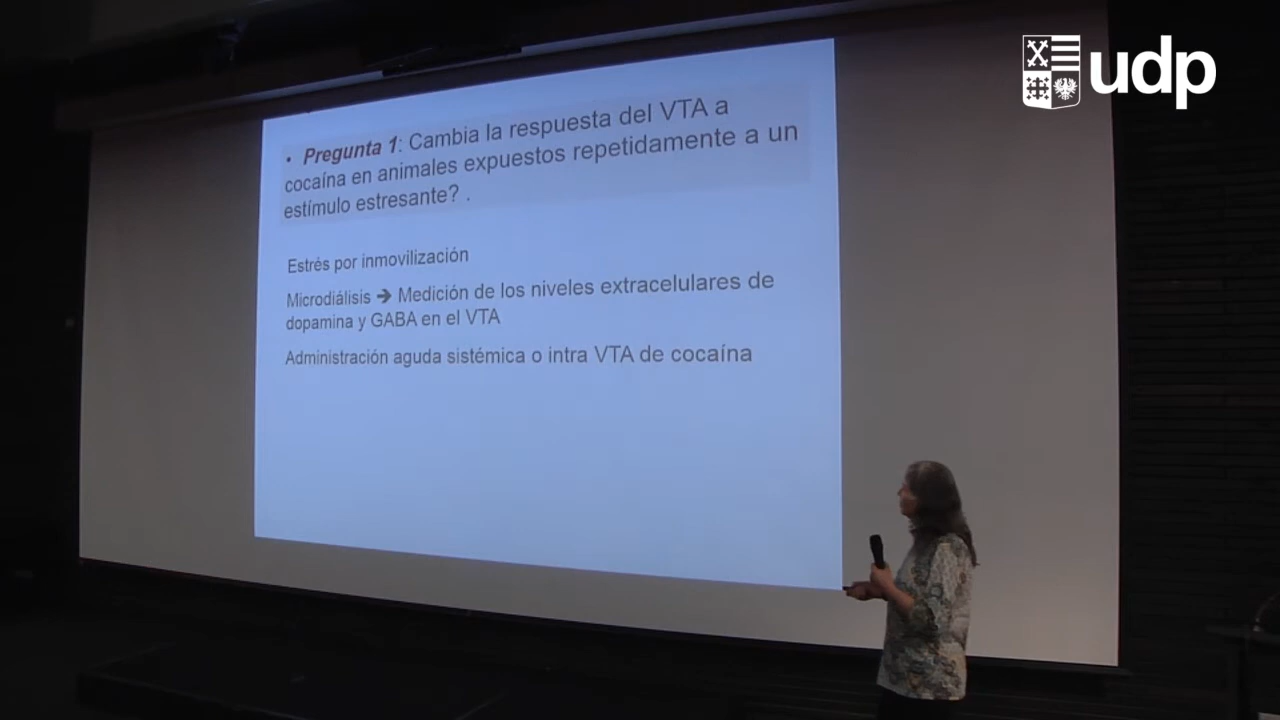 udp
• Pregunta 1: Cambia la respuesta del VTA a
cocaína en animales expuestos repetidamente a un
estímulo estresante? .
Estrés por inmovilización
Microdiálisis ➔ Medición de los niveles extracelulares de
dopamina y GABA en el VTA
Administración aguda sistémica o intra VTA de cocaína